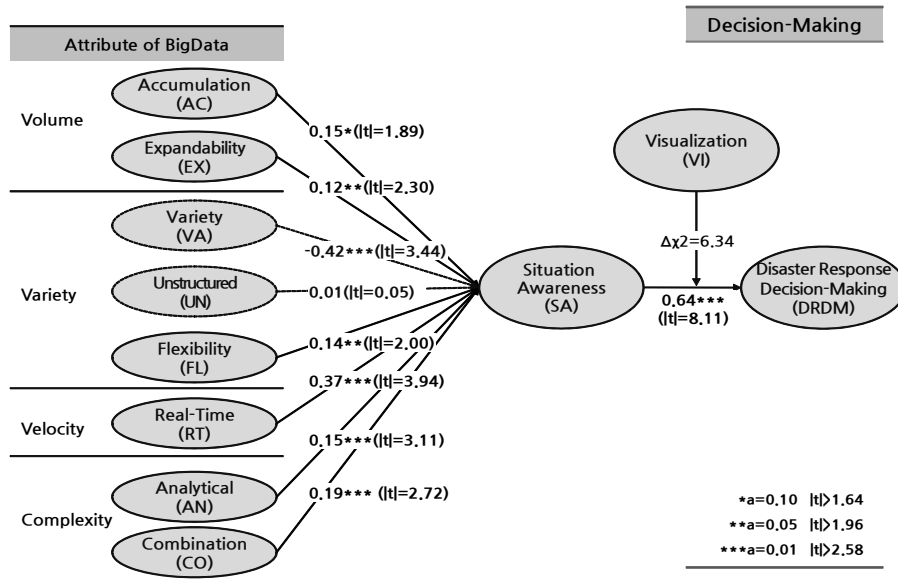 Decision-Making
Attribute of BigData
Accumulation
(AC)
Volume
0.15*(|t|=1.89)
Expandability
(EX)
Visualization
(VI)
0.12**(|t|=2.30)
Variety
(VA)
-0.42***(|t|=3.44)
Δχ2=6.34
Variety
Unstructured
(UN)
0.01(|t|=0.05)
Situation
Awareness
(SA)
Disaster Response
Decision-Making
(DRDM)
0.64***
(|t|=8.11)
Flexibility
(FL)
0.14**(|t|=2.00)
0.37***(|t|=3.94)
Velocity
Real-Time
(RT)
0.15***(|t|=3.11)
Analytical
(AN)
0.19*** (|t|=2.72)
Complexity
Combination
(CO)
*a=0.10 |t|>1.64
**a=0.05 |t|>1.96
***a=0.01 |t|>2.58